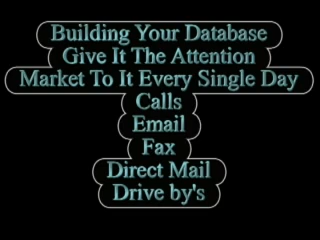 Building Your Database
Give It The Attention
Market To It Every Single Day
Calls
Email
Fax
Direct Mail
Drive by's